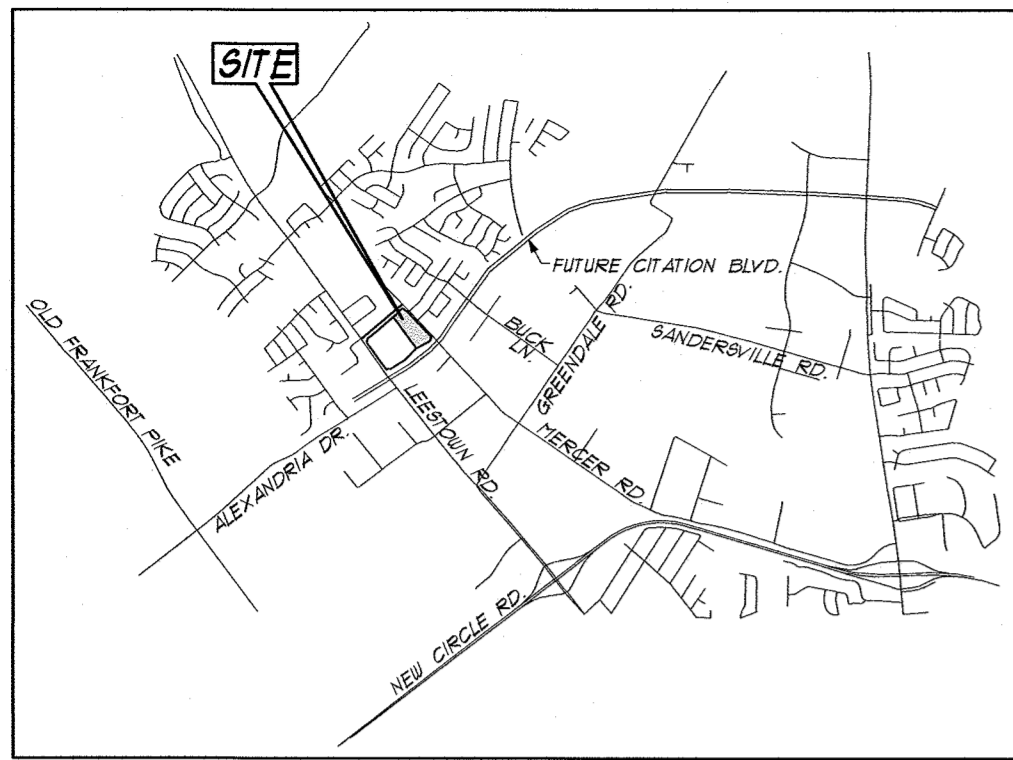 SITE
FUTURE CITATION BLVD.
OLD FRANKFORT PIKE
BUCK
LN.
GREENDALE RD.
SANDERSVILLE RD.
LEESTOWN RD.
MERCER RD.
ALEXANDRIA DR.
NEW CIRCLE RD.